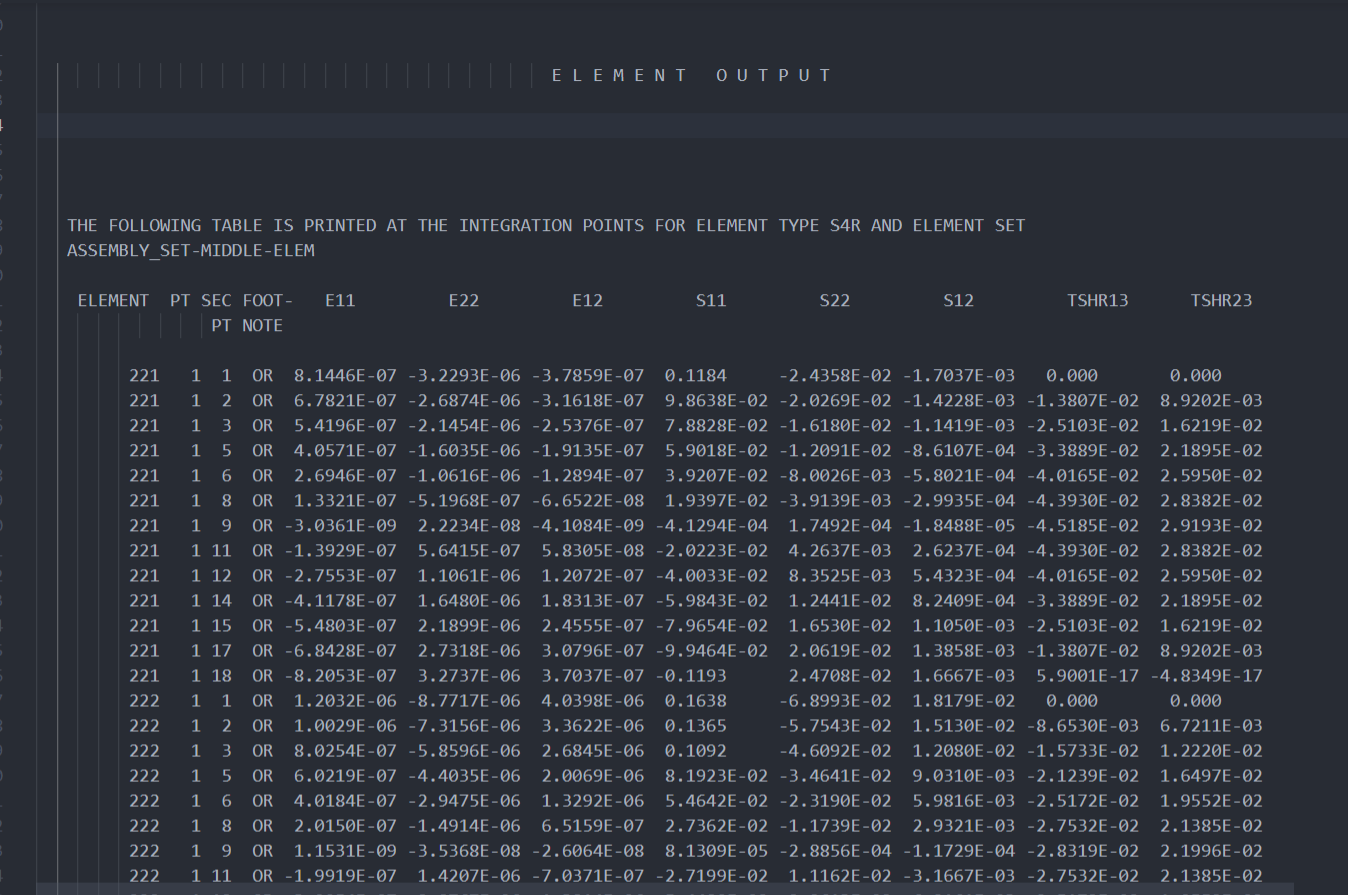 E L E M E N T   O U T P U T
THE FOLLOWING TABLE IS PRINTED AT THE INTEGRATION POINTS FOR ELEMENT TYPE S4R AND ELEMENT SET
ASSEMBLY_SET-MIDDLE-ELEM
ELEMENT  PT SEC FOOT-   E11         E22         E12         S11         S22         S12         TSHR13      TSHR23
PT NOTE
221   1  1  OR  8.1446E-07 -3.2293E-06 -3.7859E-07  0.1184     -2.4358E-02 -1.7037E-03   0.000       0.000
221   1  2  OR  6.7821E-07 -2.6874E-06 -3.1618E-07  9.8638E-02 -2.0269E-02 -1.4228E-03 -1.3807E-02  8.9202E-03
221   1  3  OR  5.4196E-07 -2.1454E-06 -2.5376E-07  7.8828E-02 -1.6180E-02 -1.1419E-03 -2.5103E-02  1.6219E-02
221   1  5  OR  4.0571E-07 -1.6035E-06 -1.9135E-07  5.9018E-02 -1.2091E-02 -8.6107E-04 -3.3889E-02  2.1895E-02
221   1  6  OR  2.6946E-07 -1.0616E-06 -1.2894E-07  3.9207E-02 -8.0026E-03 -5.8021E-04 -4.0165E-02  2.5950E-02
221   1  8  OR  1.3321E-07 -5.1968E-07 -6.6522E-08  1.9397E-02 -3.9139E-03 -2.9935E-04 -4.3930E-02  2.8382E-02
221   1  9  OR -3.0361E-09  2.2234E-08 -4.1084E-09 -4.1294E-04  1.7492E-04 -1.8488E-05 -4.5185E-02  2.9193E-02
221   1 11  OR -1.3929E-07  5.6415E-07  5.8305E-08 -2.0223E-02  4.2637E-03  2.6237E-04 -4.3930E-02  2.8382E-02
221   1 12  OR -2.7553E-07  1.1061E-06  1.2072E-07 -4.0033E-02  8.3525E-03  5.4323E-04 -4.0165E-02  2.5950E-02
221   1 14  OR -4.1178E-07  1.6480E-06  1.8313E-07 -5.9843E-02  1.2441E-02  8.2409E-04 -3.3889E-02  2.1895E-02
221   1 15  OR -5.4803E-07  2.1899E-06  2.4555E-07 -7.9654E-02  1.6530E-02  1.1050E-03 -2.5103E-02  1.6219E-02
221   1 17  OR -6.8428E-07  2.7318E-06  3.0796E-07 -9.9464E-02  2.0619E-02  1.3858E-03 -1.3807E-02  8.9202E-03
221   1 18  OR -8.2053E-07  3.2737E-06  3.7037E-07 -0.1193      2.4708E-02  1.6667E-03  5.9001E-17 -4.8349E-17
222   1  1  OR  1.2032E-06 -8.7717E-06  4.0398E-06  0.1638     -6.8993E-02  1.8179E-02   0.000       0.000
222   1  2  OR  1.0029E-06 -7.3156E-06  3.3622E-06  0.1365     -5.7543E-02  1.5130E-02 -8.6530E-03  6.7211E-03
222   1  3  OR  8.0254E-07 -5.8596E-06  2.6845E-06  0.1092     -4.6092E-02  1.2080E-02 -1.5733E-02  1.2220E-02
222   1  5  OR  6.0219E-07 -4.4035E-06  2.0069E-06  8.1923E-02 -3.4641E-02  9.0310E-03 -2.1239E-02  1.6497E-02
222   1  6  OR  4.0184E-07 -2.9475E-06  1.3292E-06  5.4642E-02 -2.3190E-02  5.9816E-03 -2.5172E-02  1.9552E-02
222   1  8  OR  2.0150E-07 -1.4914E-06  6.5159E-07  2.7362E-02 -1.1739E-02  2.9321E-03 -2.7532E-02  2.1385E-02
222   1  9  OR  1.1531E-09 -3.5368E-08 -2.6064E-08  8.1309E-05 -2.8856E-04 -1.1729E-04 -2.8319E-02  2.1996E-02
222   1 11  OR -1.9919E-07  1.4207E-06 -7.0371E-07 -2.7199E-02  1.1162E-02 -3.1667E-03 -2.7532E-02  2.1385E-02